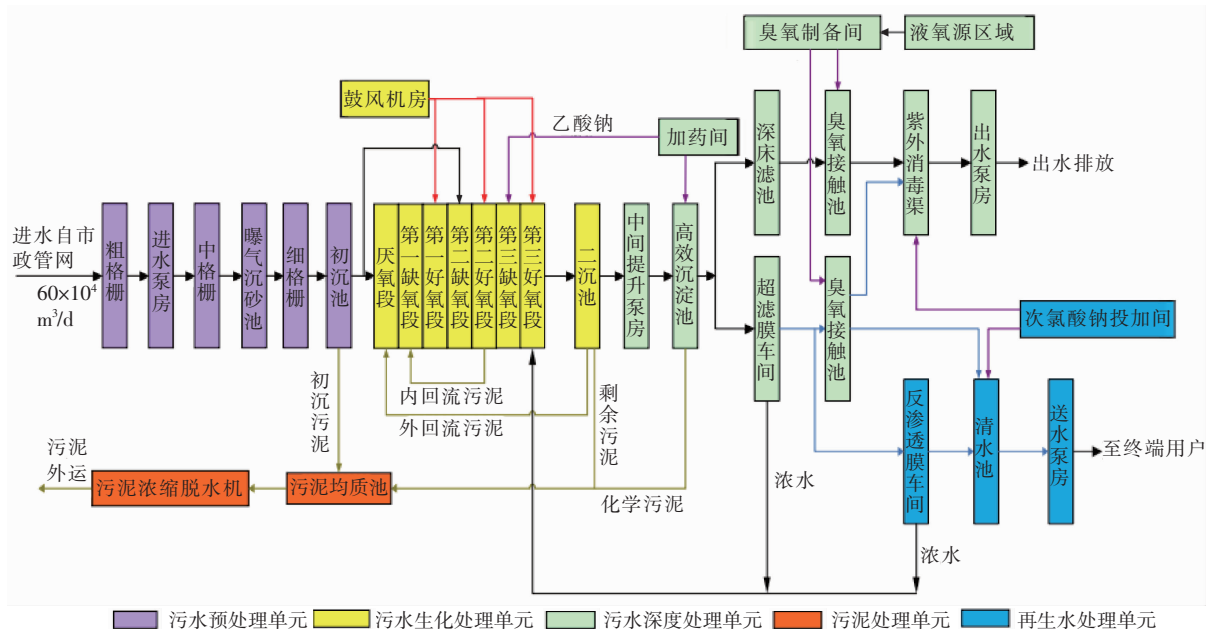 臭氧制备间
液氧源区域
鼓风机房
乙酸钠
加药间
深床滤池
臭氧接触池
紫外消毒渠
出水泵房
出水排放
进水自市
政管网
60×10⁴
m³/d
粗格栅
进水泵房
中格栅
曝气沉砂池
细格栅
初沉池
厌氧段
第一缺氧段
第一好氧段
第二缺氧段
第二好氧段
第三缺氧段
第三好氧段
二沉池
中间提升泵房
高效沉淀池
超滤膜车间
臭氧接触池
次氯酸钠投加间
反渗透膜车间
清水池
送水泵房
至终端用户
内回流污泥
外回流污泥
初沉污泥
剩余污泥
污泥
外运
污泥浓缩脱水机
污泥均质池
化学污泥
浓水
浓水
污水预处理单元
污水生化处理单元
污水深度处理单元
污泥处理单元
再生水处理单元